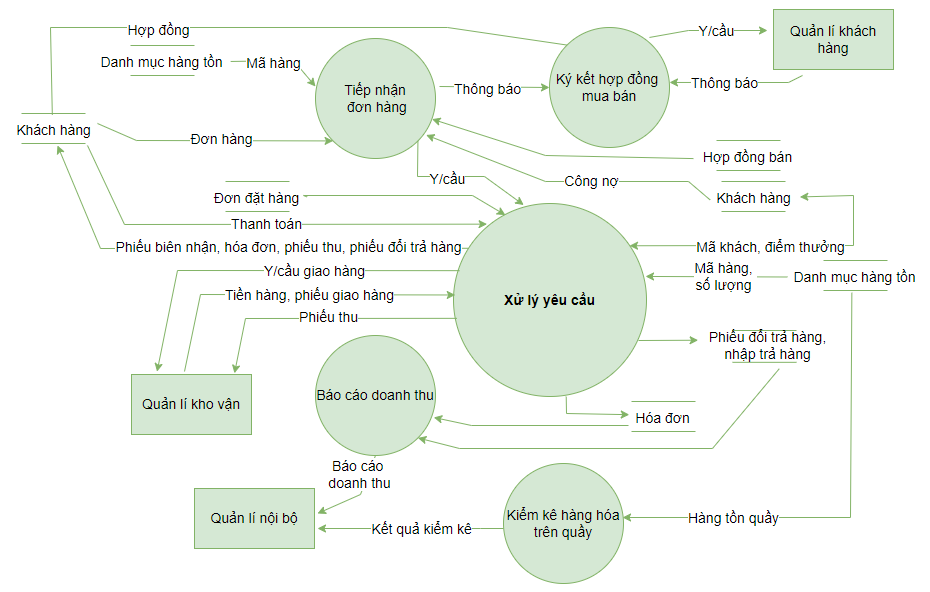 Hợp đồng
Y/cầu
Quản lí khách
hàng
Danh mục hàng tồn
Mã hàng
Tiếp nhận
đơn hàng
Thông báo
Ký kết hợp đồng
mua bán
Thông báo
Khách hàng
Đơn hàng
Hợp đồng bán
Y/cầu
Công nợ
Khách hàng
Đơn đặt hàng
Thanh toán
Phiếu biên nhận, hóa đơn, phiếu thu, phiếu đổi trả hàng
Mã khách, điểm thưởng
Y/cầu giao hàng
Mã hàng,
số lượng
Danh mục hàng tồn
Tiền hàng, phiếu giao hàng
Xử lý yêu cầu
Phiếu thu
Phiếu đổi trả hàng,
nhập trả hàng
Quản lí kho vận
Báo cáo doanh thu
Hóa đơn
Báo cáo
doanh thu
Quản lí nội bộ
Kết quả kiểm kê
Kiểm kê hàng hóa
trên quầy
Hàng tồn quầy